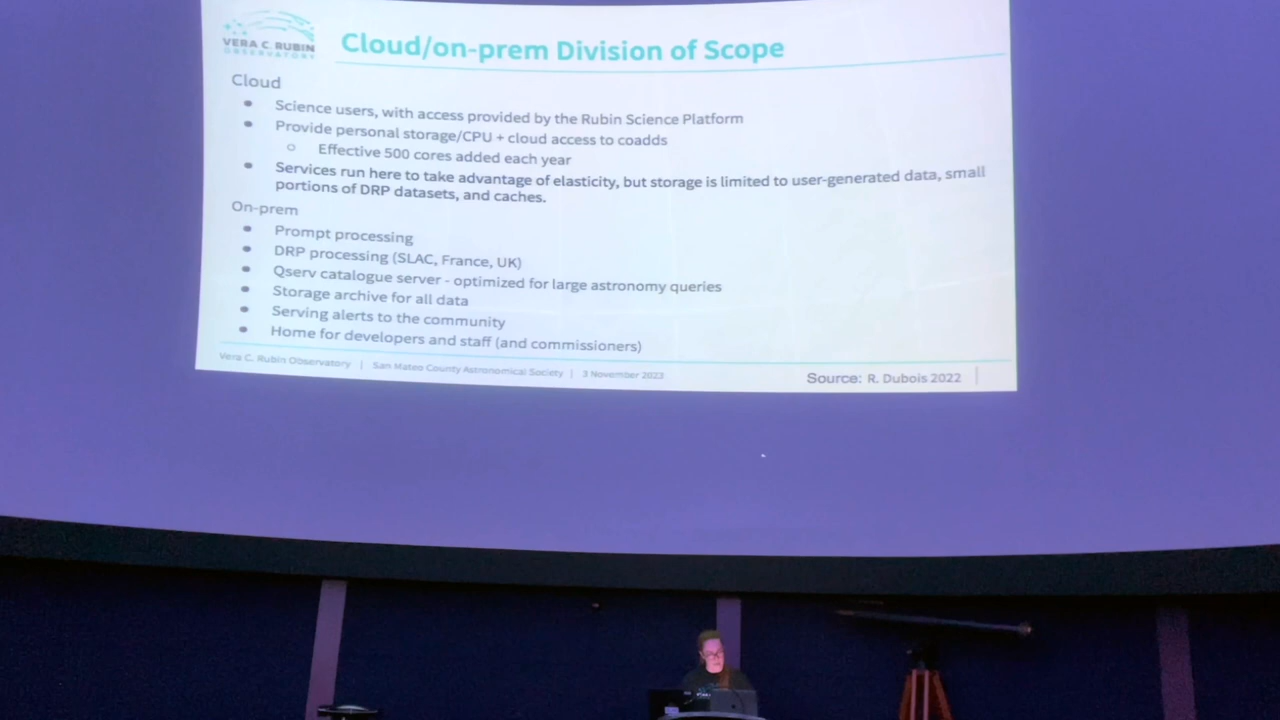 VERA C. RUBIN
OBSERVATORY
Cloud/on-prem Division of Scope
Cloud
● Science users, with access provided by the Rubin Science Platform
● Provide personal storage/CPU + cloud access to coadds
○ Effective 500 cores added each year
● Services run here to take advantage of elasticity, but storage is limited to user-generated data, small
portions of DRP datasets, and caches.
On-prem
● Prompt processing
● DRP processing (SLAC, France, UK)
● Qserv catalogue server - optimized for large astronomy queries
● Storage archive for all data
● Serving alerts to the community
● Home for developers and staff (and commissioners)
Vera C. Rubin Observatory | San Mateo County Astronomical Society | 3 November 2023
Source: R. Dubois 2022